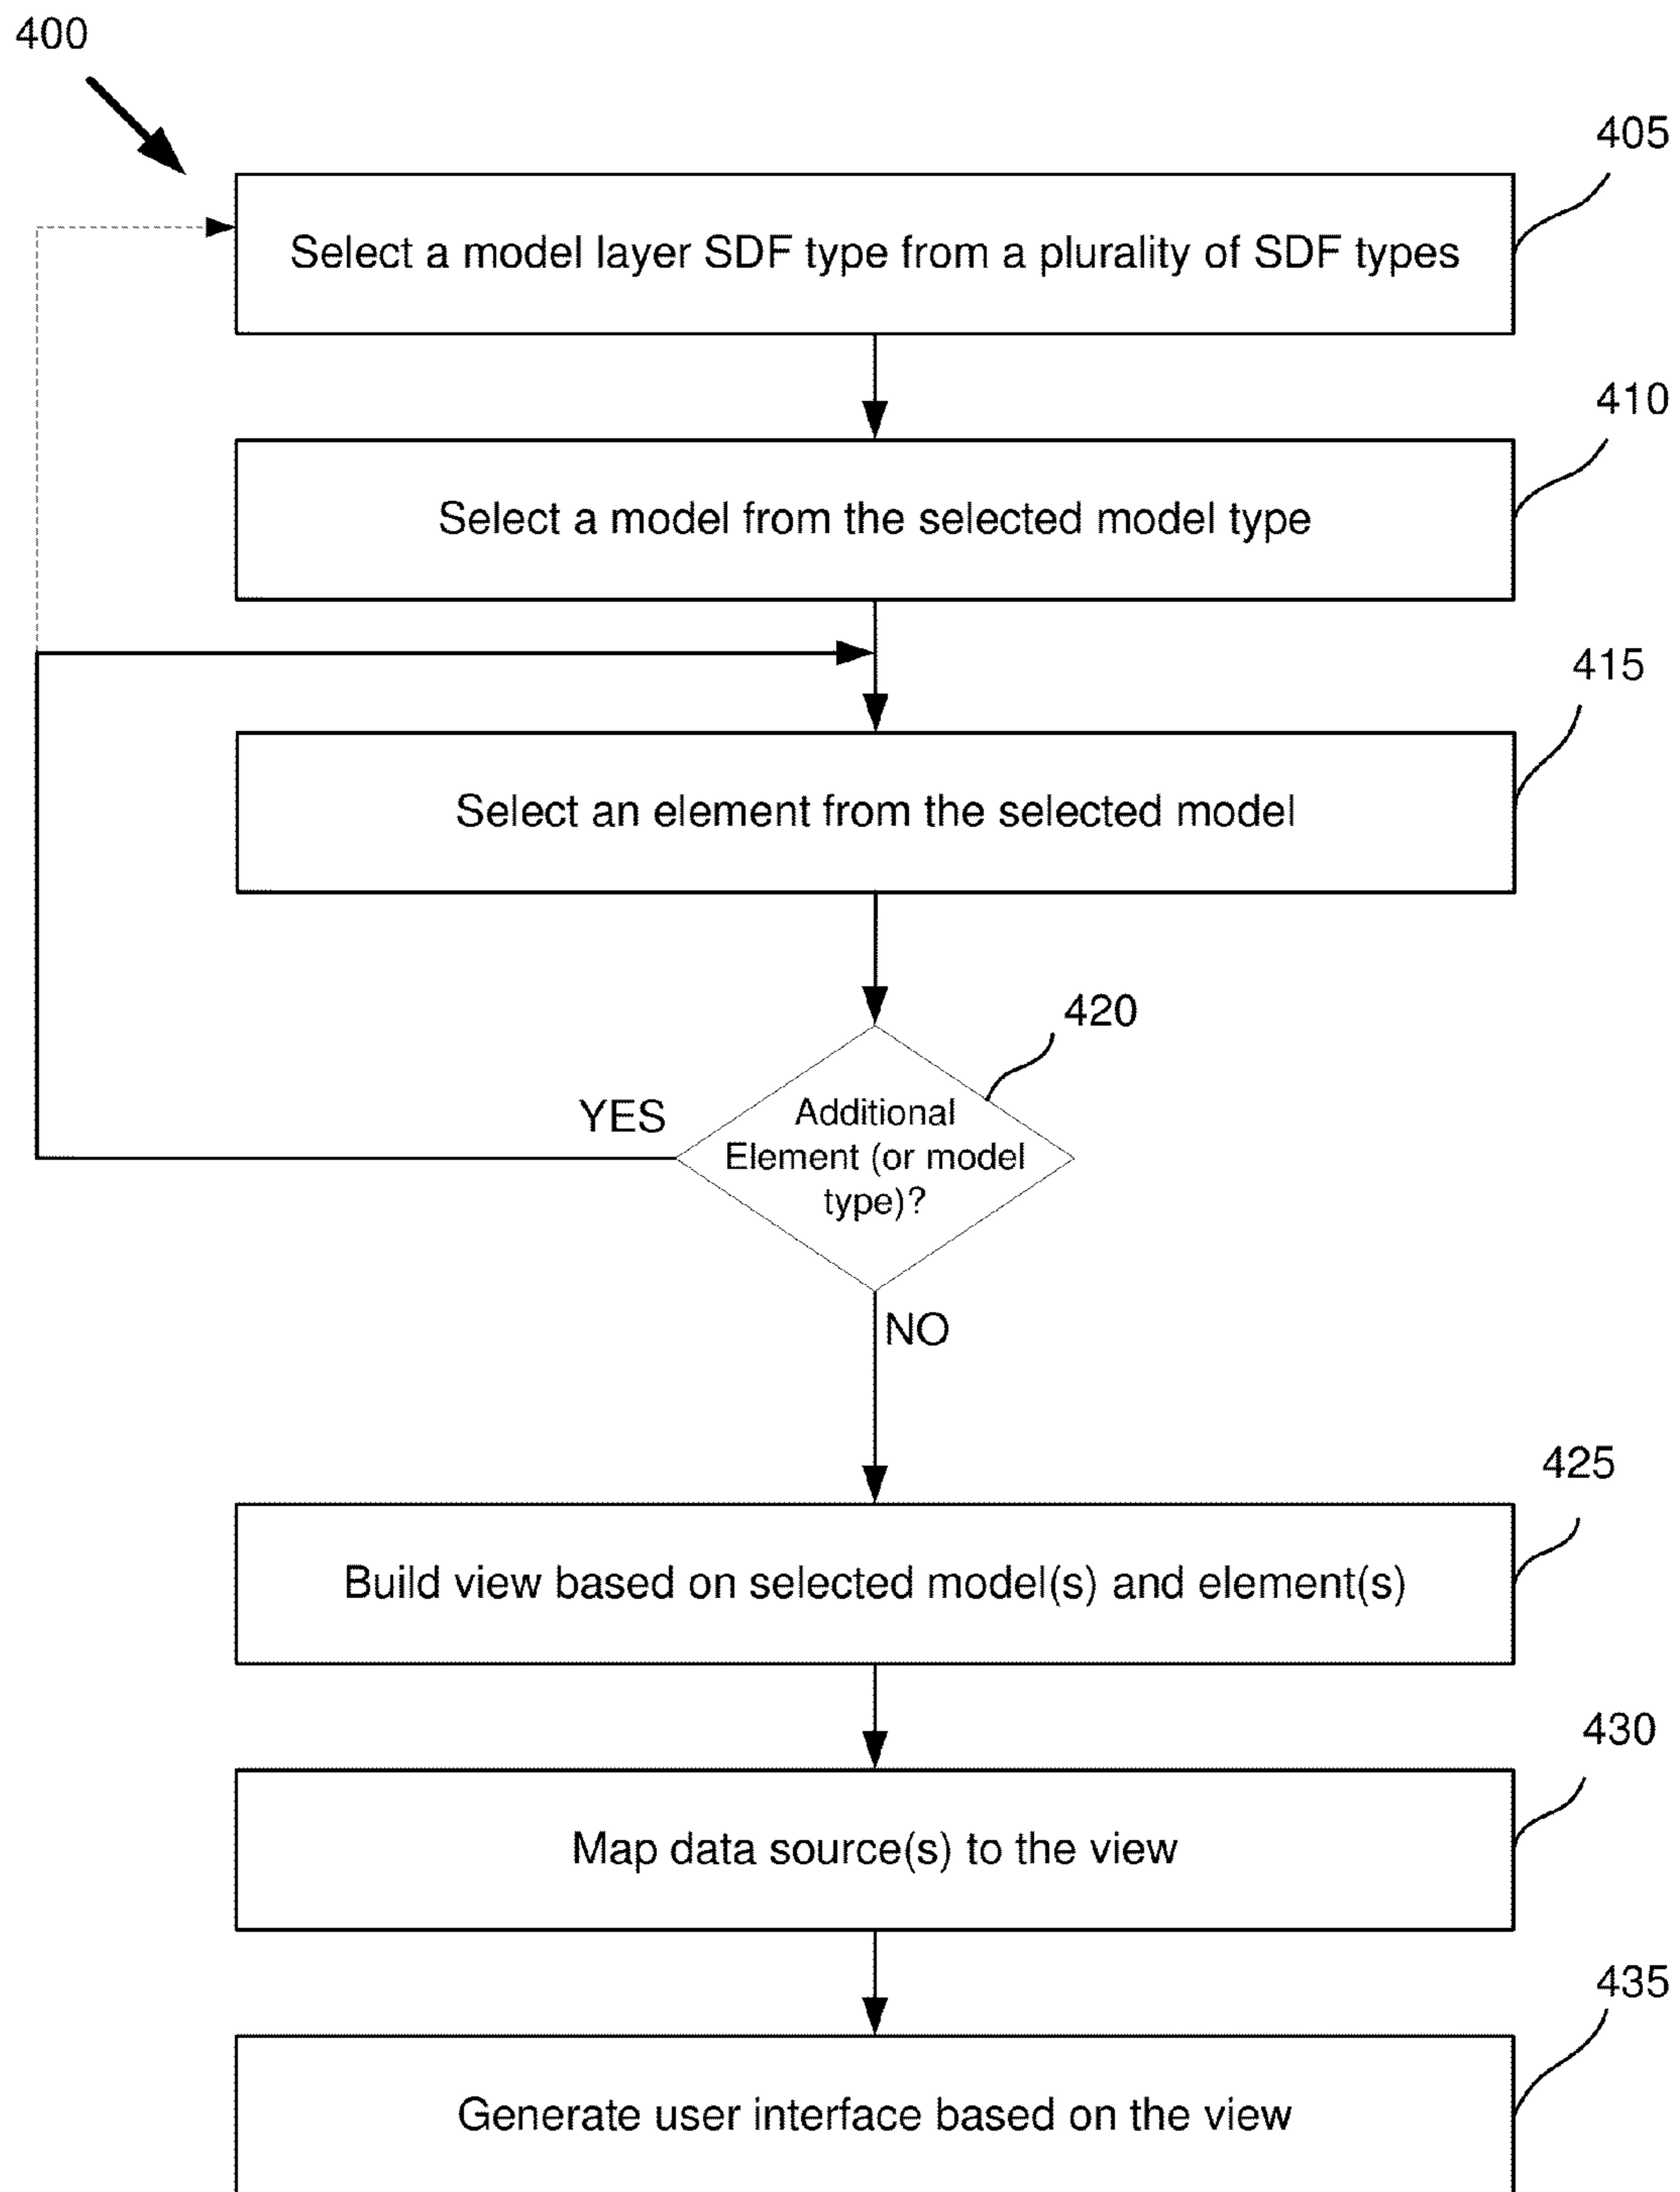 400
405
Select a model layer SDF type from a plurality of SDF types
410
Select a model from the selected model type
415
Select an element from the selected model
420
YES
Additional
Element (or model
type)?
NO
425
Build view based on selected model(s) and element(s)
430
Map data source(s) to the view
435
Generate user interface based on the view